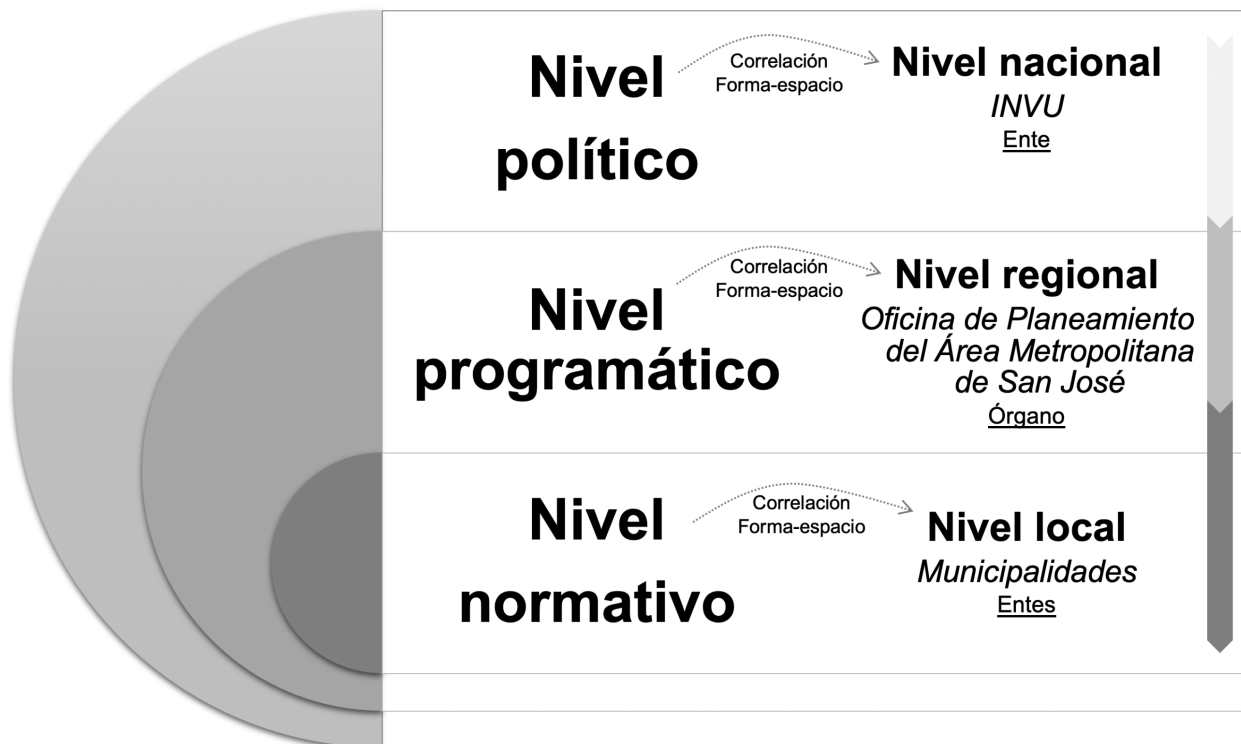 Nivel
político
Correlación
Forma-espacio
Nivel nacional
INVU
Ente
Nivel
programático
Correlación
Forma-espacio
Nivel regional
Oficina de Planeamiento
del Área Metropolitana
de San José
Órgano
Nivel
normativo
Correlación
Forma-espacio
Nivel local
Municipalidades
Entes